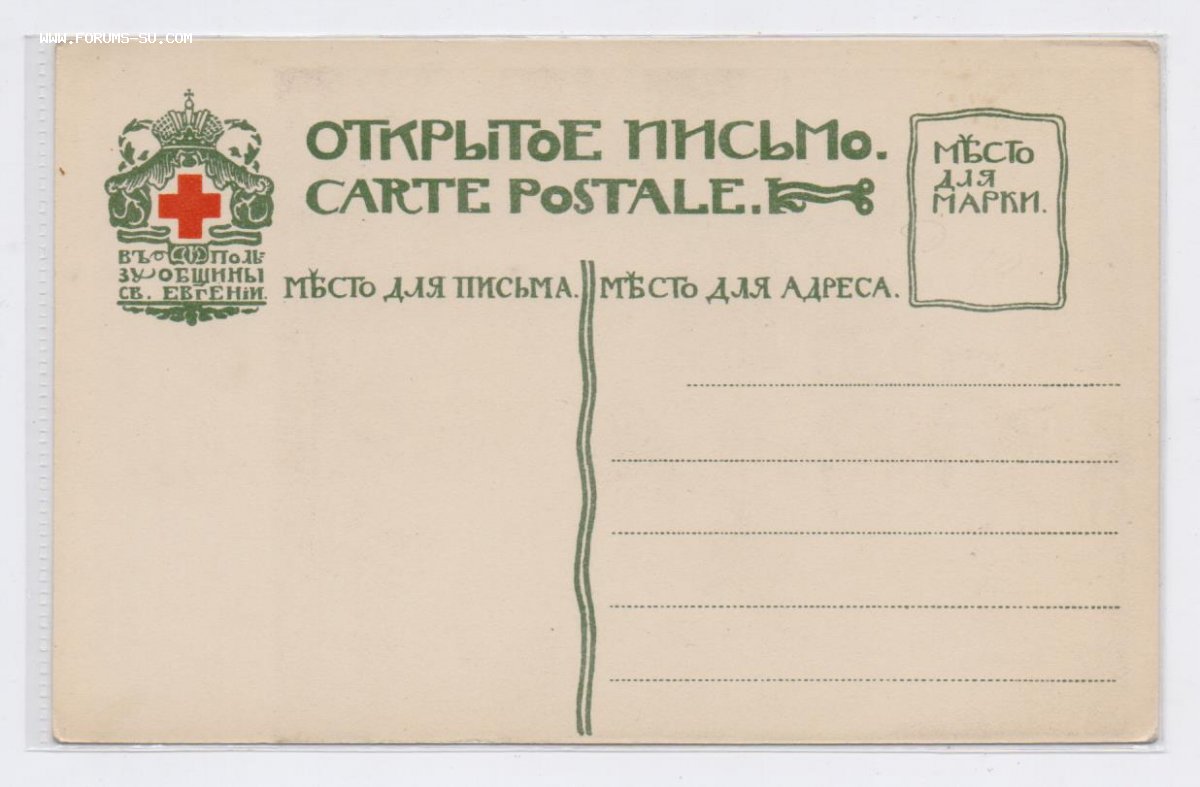 WWW.FORUMS-SU.COM
ОТКРЫТОЕ ПИСЬМО.
CARTE POSTALE.
МѢСТО
ДЛЯ
МАРКИ.
ВЪ ПОЛЬ-
ЗУ ОБЩИНЫ
СВ. ЕВГЕНІИ.
МѢСТО ДЛЯ ПИСЬМА.
МѢСТО ДЛЯ АДРЕСА.